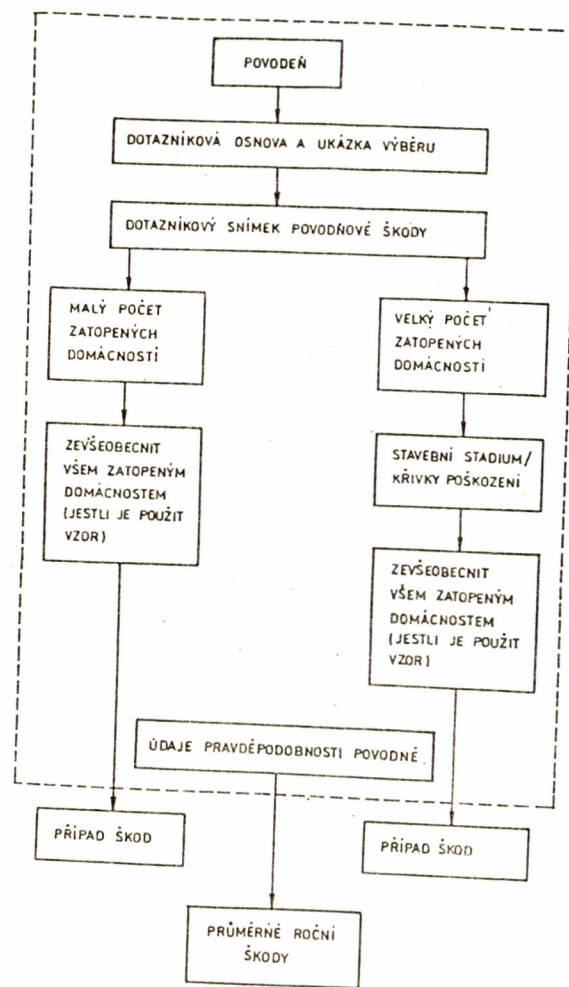 POVODEŇ
DOTAZNÍKOVÁ OSNOVA A UKÁZKA VÝBĚRU
DOTAZNÍKOVÝ SNÍMEK POVODŇOVÉ ŠKODY
MALÝ POČET
ZATOPENÝCH
DOMÁCNOSTÍ
VELKÝ POČET
ZATOPENÝCH
DOMÁCNOSTÍ
ZEVŠEOBECNIT
VŠEM ZATOPENÝM
DOMÁCNOSTEM
(JESTLI JE POUŽIT
VZOR)
STAVEBNÍ STADIUM/
KŘIVKY POŠKOZENÍ
ZEVŠEOBECNIT
VŠEM ZATOPENÝM
DOMÁCNOSTEM
(JESTLI JE POUŽIT
VZOR)
ÚDAJE PRAVDĚPODOBNOSTI POVODNĚ
PŘÍPAD ŠKOD
PŘÍPAD ŠKOD
PRŮMĚRNÉ ROČNÍ
ŠKODY